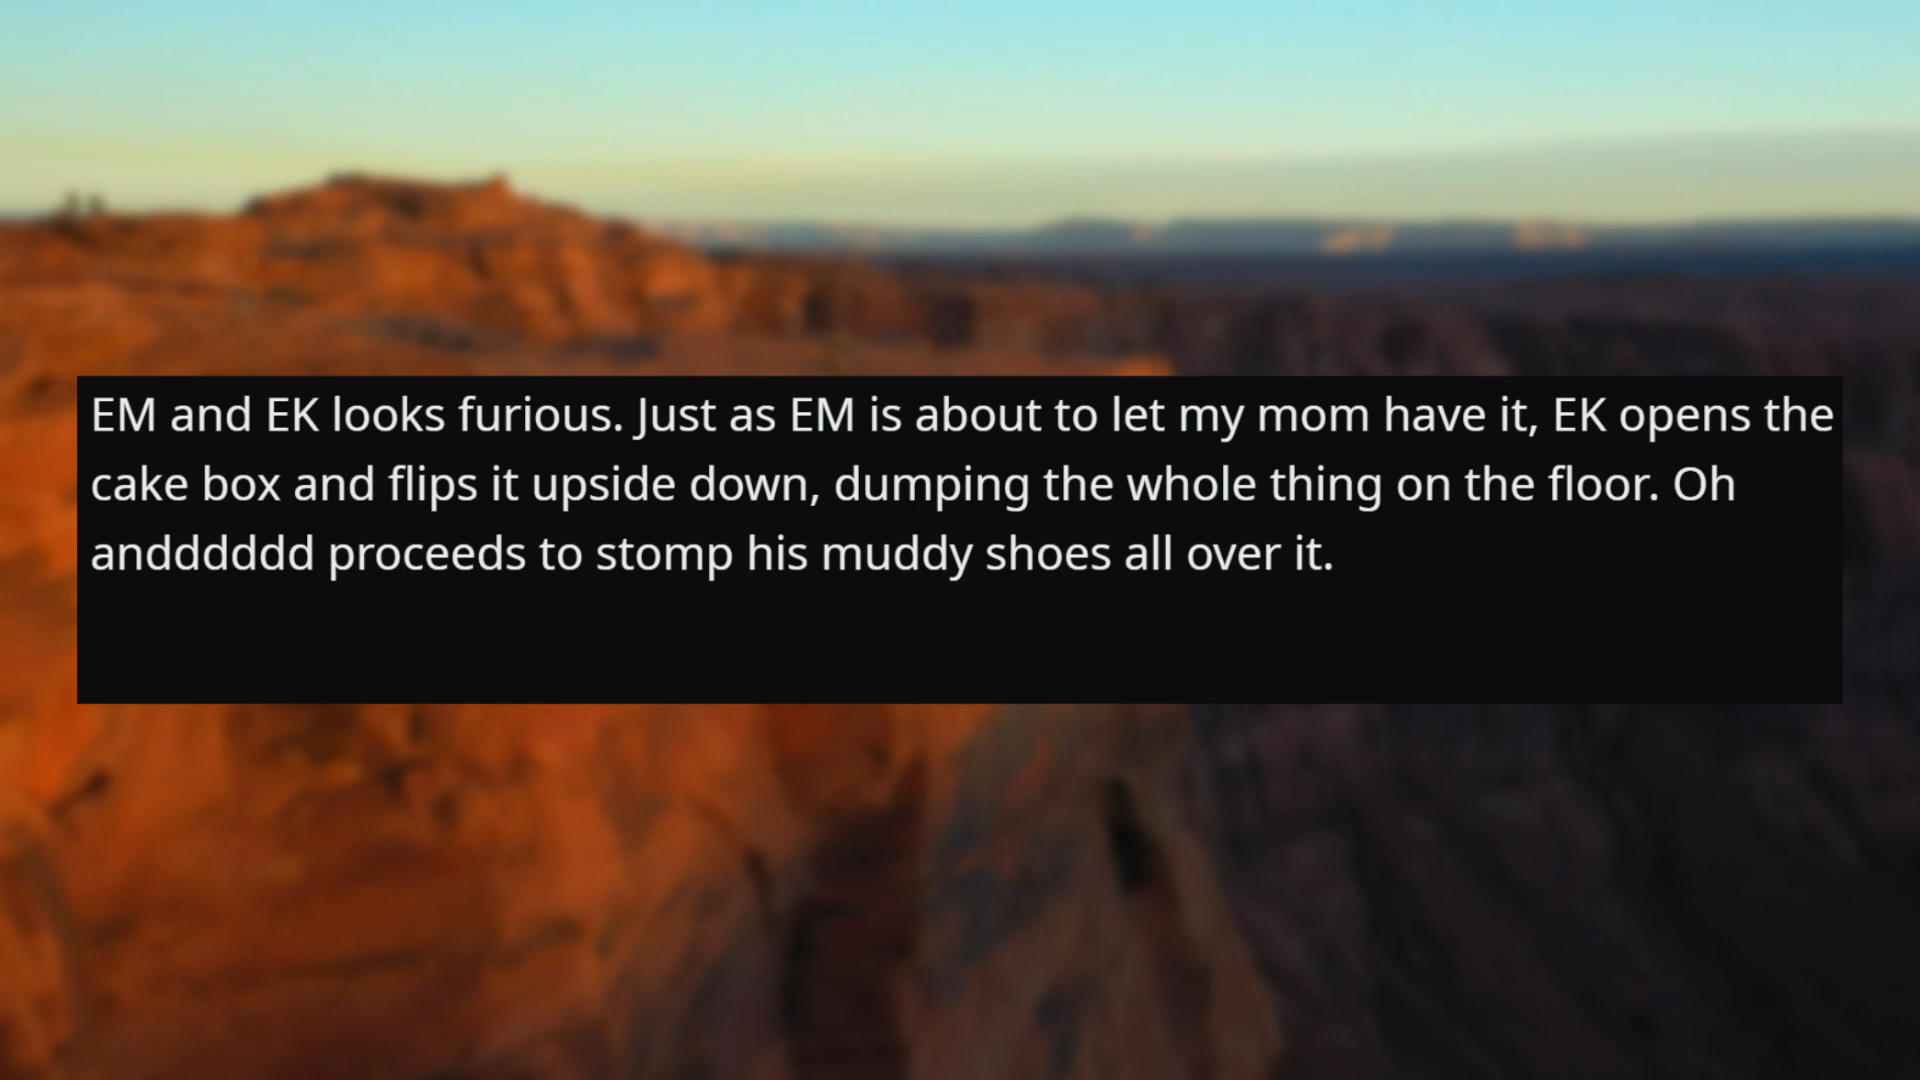 EM and EK looks furious. Just as EM is about to let my mom have it, EK opens the
cake box and flips it upside down, dumping the whole thing on the floor. Oh
andddddd proceeds to stomp his muddy shoes all over it.